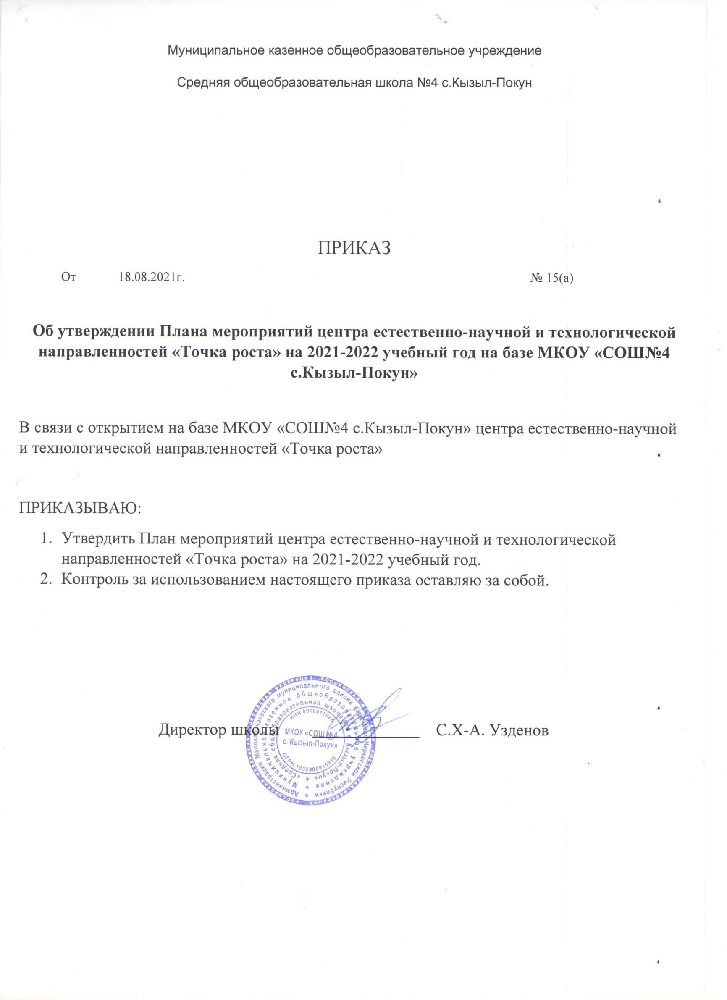 Муниципальное казенное общеобразовательное учреждение
Средняя общеобразовательная школа №4 с.Кызыл-Покун
ПРИКАЗ
От 18.08.2021г. № 15(а)
Об утверждении Плана мероприятий центра естественно-научной и технологической
направленностей «Точка роста» на 2021-2022 учебный год на базе МКОУ «СОШ№4
с.Кызыл-Покун»
В связи с открытием на базе МКОУ «СОШ№4 с.Кызыл-Покун» центра естественно-научной
и технологической направленностей «Точка роста»
ПРИКАЗЫВАЮ:
1. Утвердить План мероприятий центра естественно-научной и технологической
направленностей «Точка роста» на 2021-2022 учебный год.
2. Контроль за использованием настоящего приказа оставляю за собой.
Директор школы С.Х-А. Узденов
РОССИЙСКАЯ ФЕДЕРАЦИЯ
Администрация Малокарачаевского муниципального района Карачаево-Черкесской Республики *
Муниципальное казенное общеобразовательное учреждение *
«Средняя общеобразовательная школа №4 с. Кызыл-Покун» *
ИНН 0906011026
МКОУ «СОШ №4
с. Кызыл-Покун»
ОГРН 1030900915913